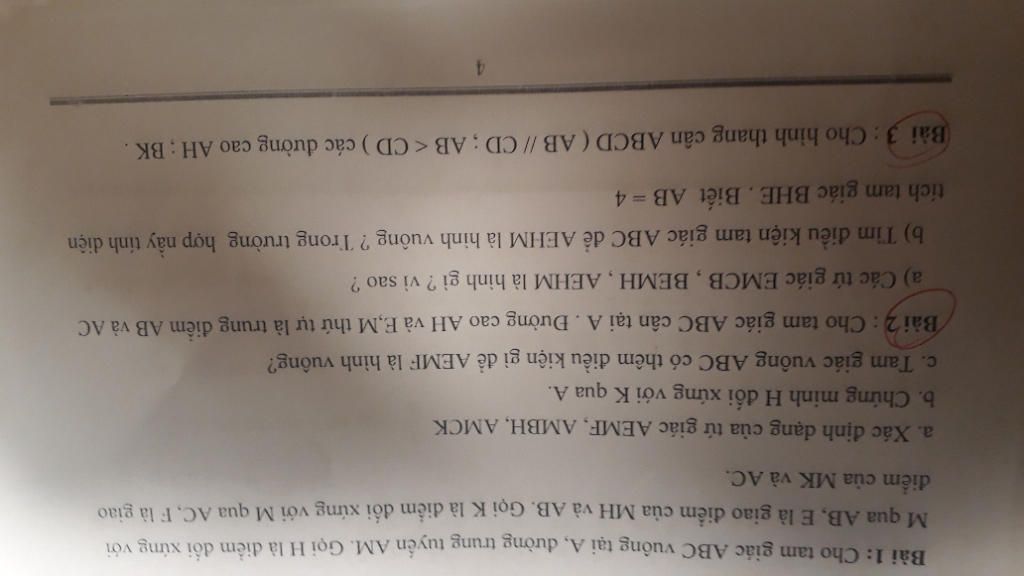 Bài 1: Cho tam giác ABC vuông tại A, đường trung tuyến AM. Gọi H là điểm đối xứng với
M qua AB, E là giao điểm của MH và AB. Gọi K là điểm đối xứng với M qua AC, F là giao
điểm của MK và AC.
a. Xác định dạng của tứ giác AEMF, AMBH, AMCK
b. Chứng minh H đối xứng với K qua A.
c. Tam giác vuông ABC có thêm điều kiện gì để AEMF là hình vuông?
Bài 2 : Cho tam giác ABC cân tại A . Đường cao AH và E,M thứ tự là trung điểm AB và AC
a) Các tứ giác EMCB , BEMH , AEHM là hình gì ? vì sao ?
b) Tìm điều kiện tam giác ABC để AEHM là hình vuông ? Trong trường hợp nầy tính diện
tích tam giác BHE . Biết AB = 4
Bài 3 : Cho hình thang cân ABCD ( AB // CD ; AB < CD ) các đường cao AH ; BK .
4